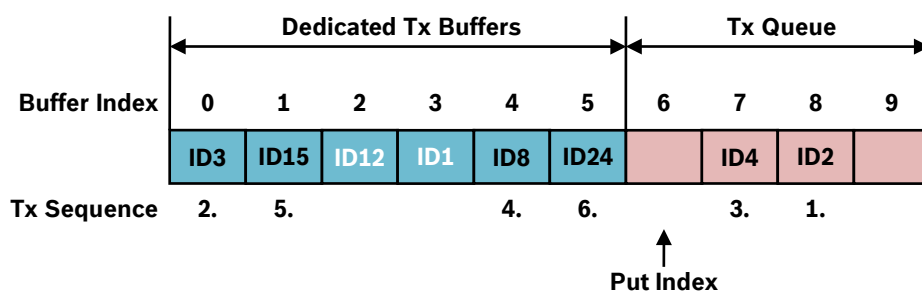 Dedicated Tx Buffers Tx Queue
Buffer Index 0 1 2 3 4 5 6 7 8 9
ID3 ID15 ID12 ID1 ID8 ID24 ID4 ID2
Tx Sequence 2. 5. 4. 6. 3. 1.
Put Index